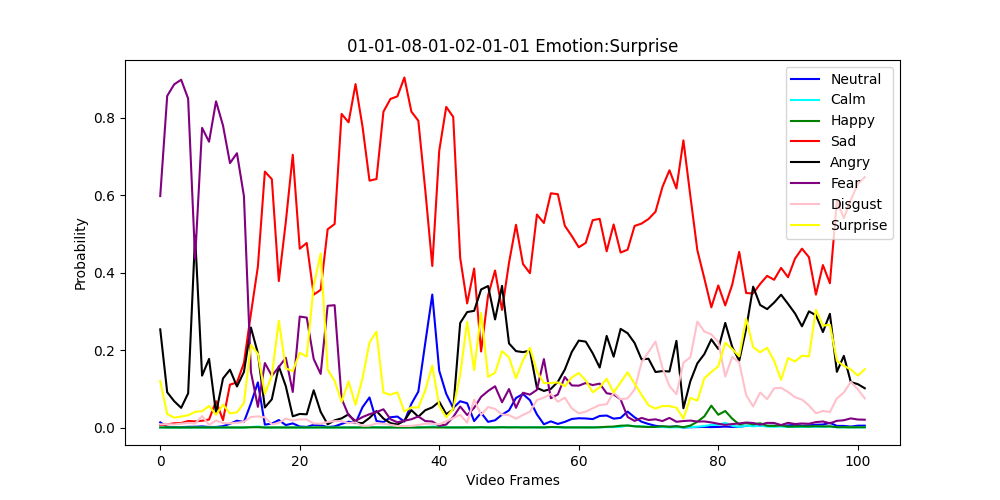 01-01-08-01-02-01-01 Emotion:Surprise
Probability
0.8
0.6
0.4
0.2
0.0
0
20
40
60
80
100
Video Frames
Neutral
Calm
Happy
Sad
Angry
Fear
Disgust
Surprise